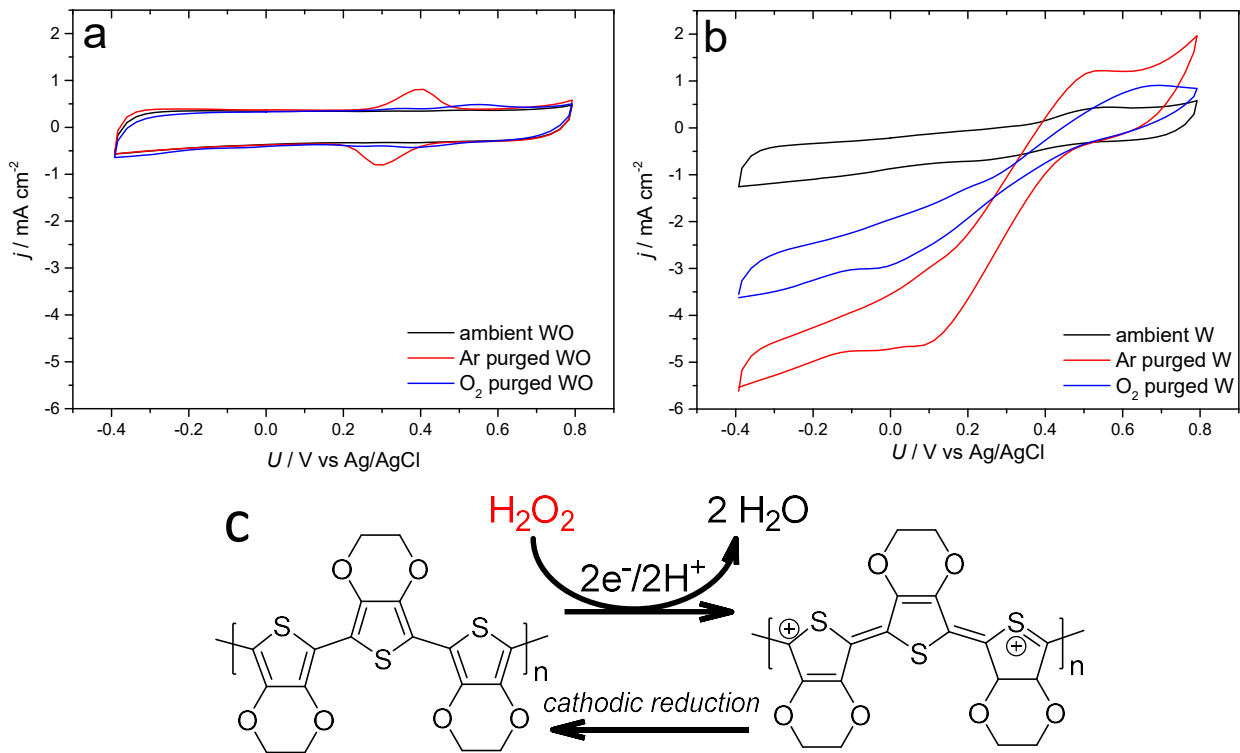 a
2
1
0
-1
-2
-3
-4
-5
-6
j / mA cm⁻²
ambient WO
Ar purged WO
O₂ purged WO
-0.4 -0.2 0.0 0.2 0.4 0.6 0.8
U / V vs Ag/AgCl
b
2
1
0
-1
-2
-3
-4
-5
-6
j / mA cm⁻²
ambient W
Ar purged W
O₂ purged W
-0.4 -0.2 0.0 0.2 0.4 0.6 0.8
U / V vs Ag/AgCl
c
H₂O₂ 2 H₂O
2e⁻/2H⁺
cathodic reduction
O O
S S
S
n
O O O O
O O
S S
S
+ +
n
O O O O